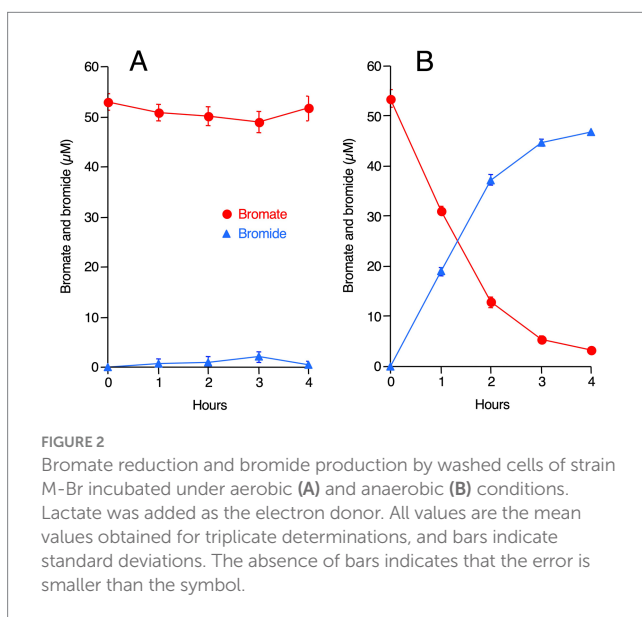 A
B
60
50
40
30
20
10
0
Bromate and bromide (µM)
Bromate
Bromide
0 1 2 3 4
Hours
60
50
40
30
20
10
0
Bromate and bromide (µM)
0 1 2 3 4
Hours
FIGURE 2
Bromate reduction and bromide production by washed cells of strain
M-Br incubated under aerobic (A) and anaerobic (B) conditions.
Lactate was added as the electron donor. All values are the mean
values obtained for triplicate determinations, and bars indicate
standard deviations. The absence of bars indicates that the error is
smaller than the symbol.